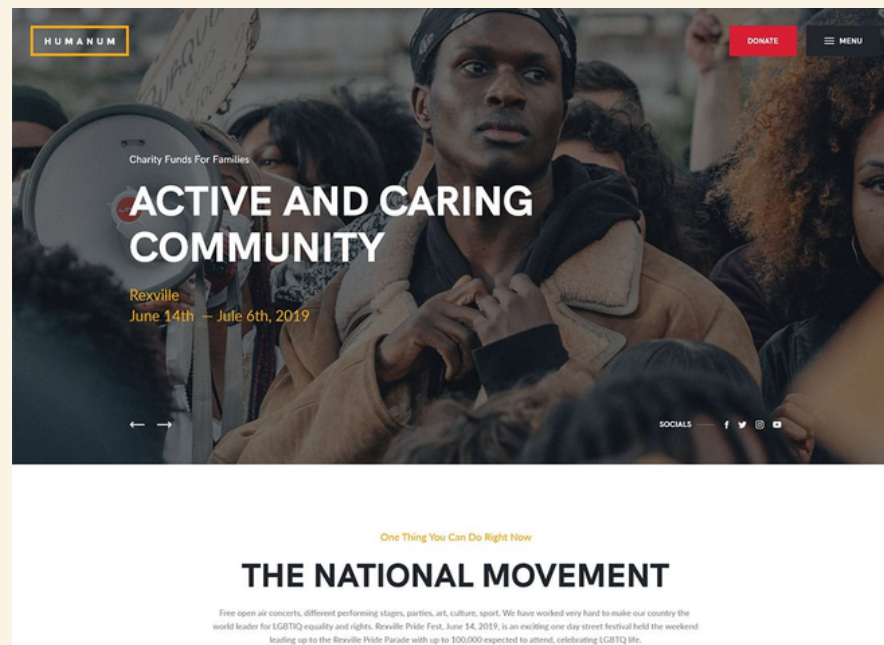 HUMANUM
DONATE
MENU
Charity Funds For Families
ACTIVE AND CARING
COMMUNITY
Rexville
June 14th — Jule 6th, 2019
SOCIALS
One Thing You Can Do Right Now
THE NATIONAL MOVEMENT
Free open air concerts, different performing stages, parties, art, culture, sport. We have worked very hard to make our country the
world leader for LGBTIQ equality and rights. Rexville Pride Fest, June 14, 2019, is an exciting one day street festival held the weekend
leading up to the Rexville Pride Parade with up to 100,000 expected to attend, celebrating LGBTQ life.